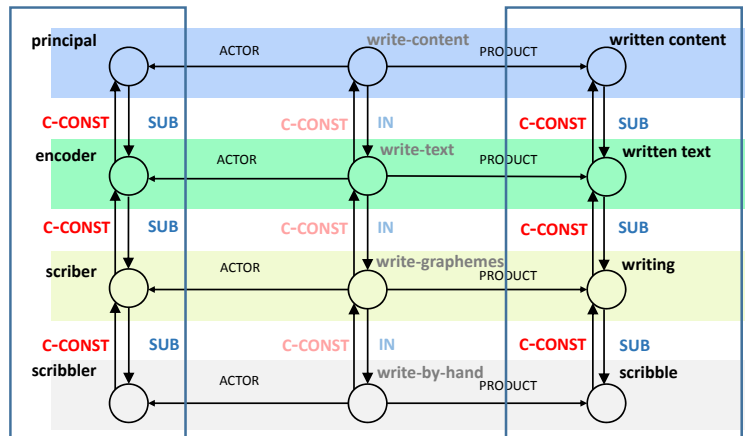 principal ACTOR write-content PRODUCT written content
C-CONST SUB C-CONST IN C-CONST SUB
encoder ACTOR write-text PRODUCT written text
C-CONST SUB C-CONST IN C-CONST SUB
scriber ACTOR write-graphemes PRODUCT writing
C-CONST SUB C-CONST IN C-CONST SUB
scribbler ACTOR write-by-hand PRODUCT scribble